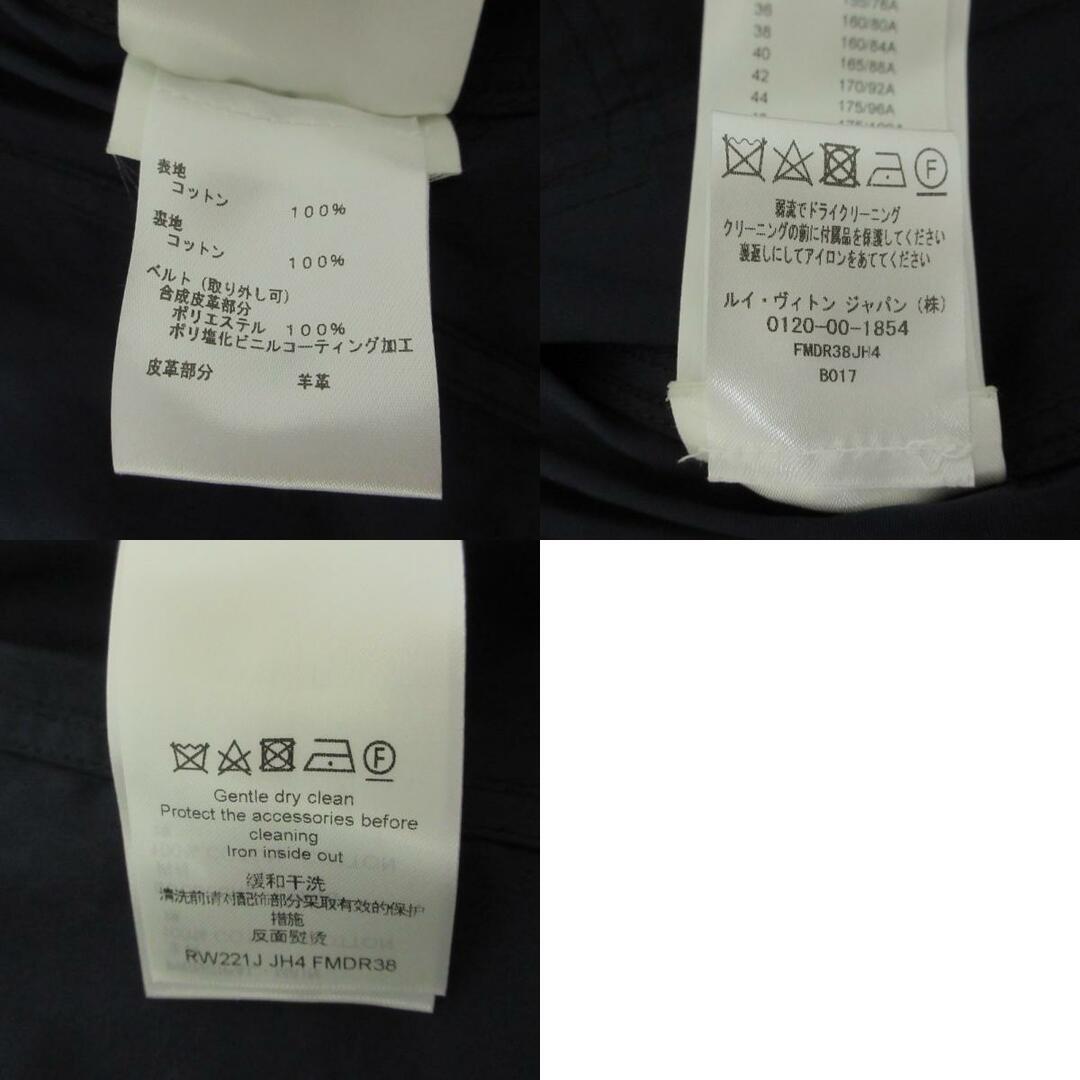 表地
コットン 100%
裏地
コットン 100%
ベルト（取り外し可）
合成皮革部分
ポリエステル 100%
ポリ塩化ビニルコーティング加工
皮革部分 羊革
36 160/80A
38 160/84A
40 165/88A
42 170/92A
44 175/96A
F
弱流でドライクリーニング
クリーニングの前に付属品を保護してください
裏返しにしてアイロンをあててください
ルイ・ヴィトン ジャパン（株）
0120-00-1854
FMDR38JH4
B017
F
Gentle dry clean
Protect the accessories before
cleaning
Iron inside out
缓和干洗
清洗前请对配饰部分采取有效的保护
措施
反面熨烫
RW221J JH4 FMDR38